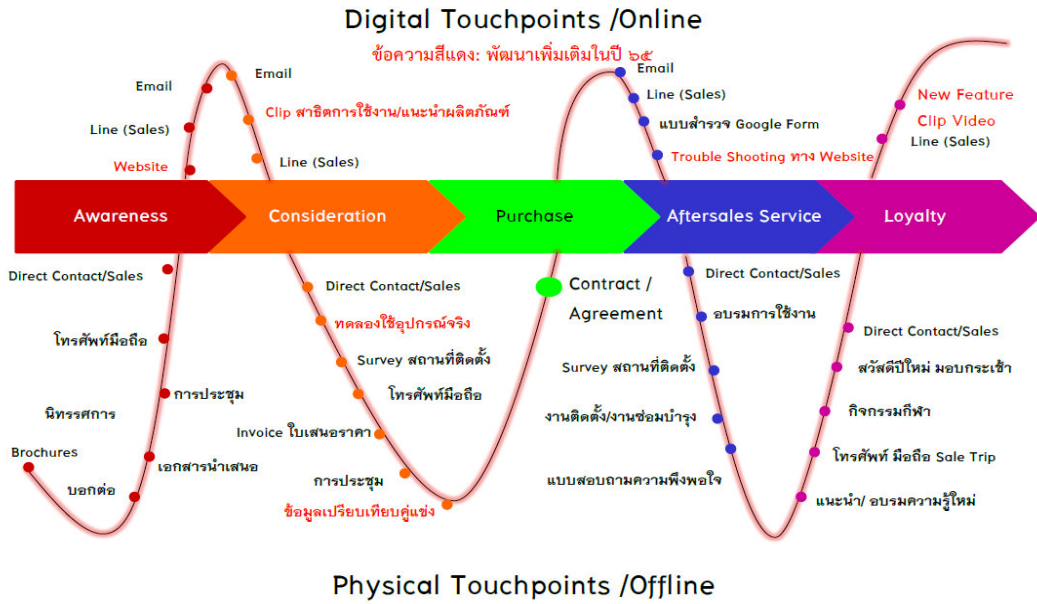 Digital Touchpoints /Online
ข้อความสีแดง: พัฒนาเพิ่มเติมในปี ๖๕
Email
Line (Sales)
Website
Email
Clip สาธิตการใช้งาน/แนะนำผลิตภัณฑ์
Line (Sales)
Email
Line (Sales)
แบบสำรวจ Google Form
Trouble Shooting ทาง Website
New Feature
Clip Video
Line (Sales)
Awareness
Consideration
Purchase
Aftersales Service
Loyalty
Direct Contact/Sales
โทรศัพท์มือถือ
การประชุม
นิทรรศการ
Brochures
เอกสารนำเสนอ
บอกต่อ
Direct Contact/Sales
ทดลองใช้อุปกรณ์จริง
Survey สถานที่ติดตั้ง
โทรศัพท์มือถือ
Invoice ใบเสนอราคา
การประชุม
ข้อมูลเปรียบเทียบคู่แข่ง
Contract /
Agreement
Direct Contact/Sales
อบรมการใช้งาน
Survey สถานที่ติดตั้ง
งานติดตั้ง/งานซ่อมบำรุง
แบบสอบถามความพึงพอใจ
Direct Contact/Sales
สวัสดีปีใหม่ มอบกระเช้า
กิจกรรมกีฬา
โทรศัพท์ มือถือ Sale Trip
แนะนำ/ อบรมความรู้ใหม่
Physical Touchpoints /Offline